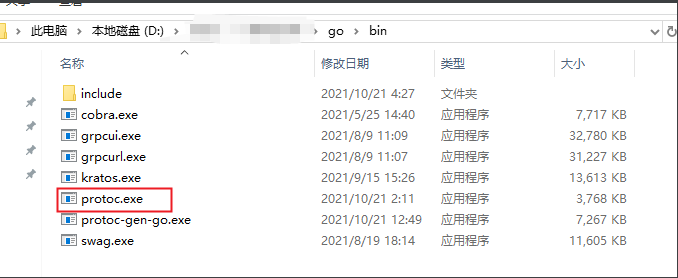 此电脑 > 本地磁盘 (D:) > go > bin
名称 修改日期 类型 大小
include 2021/10/21 4:27 文件夹
cobra.exe 2021/5/25 14:40 应用程序 7,717 KB
grpcui.exe 2021/8/9 11:09 应用程序 32,780 KB
grpcurl.exe 2021/8/9 11:07 应用程序 31,227 KB
kratos.exe 2021/9/15 15:26 应用程序 13,613 KB
protoc.exe 2021/10/21 2:11 应用程序 3,768 KB
protoc-gen-go.exe 2021/10/21 12:49 应用程序 7,267 KB
swag.exe 2021/8/19 18:14 应用程序 11,605 KB